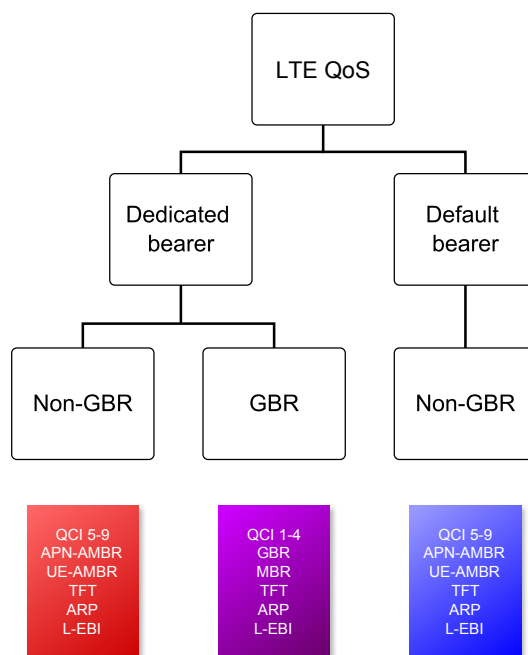 LTE QoS
Dedicated
bearer
Default
bearer
Non-GBR
GBR
Non-GBR
QCI 5-9
APN-AMBR
UE-AMBR
TFT
ARP
L-EBI
QCI 1-4
GBR
MBR
TFT
ARP
L-EBI
QCI 5-9
APN-AMBR
UE-AMBR
TFT
ARP
L-EBI